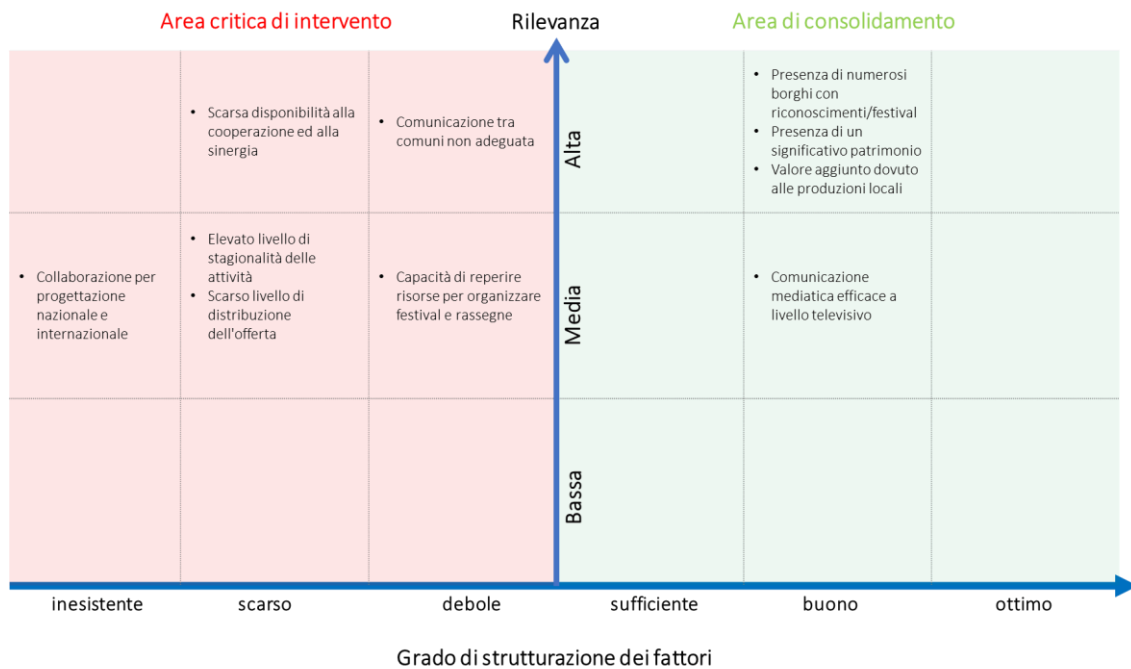 Area critica di intervento
Rilevanza
Area di consolidamento
• Scarsa disponibilità alla
cooperazione ed alla
sinergia
• Comunicazione tra
comuni non adeguata
Alta
• Presenza di numerosi
borghi con
riconoscimenti/festival
• Presenza di un
significativo patrimonio
• Valore aggiunto dovuto
alle produzioni locali
• Collaborazione per
progettazione
nazionale e
internazionale
• Elevato livello di
stagionalità delle
attività
• Scarso livello di
distribuzione
dell'offerta
• Capacità di reperire
risorse per organizzare
festival e rassegne
Media
• Comunicazione
mediatica efficace a
livello televisivo
Bassa
inesistente
scarso
debole
sufficiente
buono
ottimo
Grado di strutturazione dei fattori